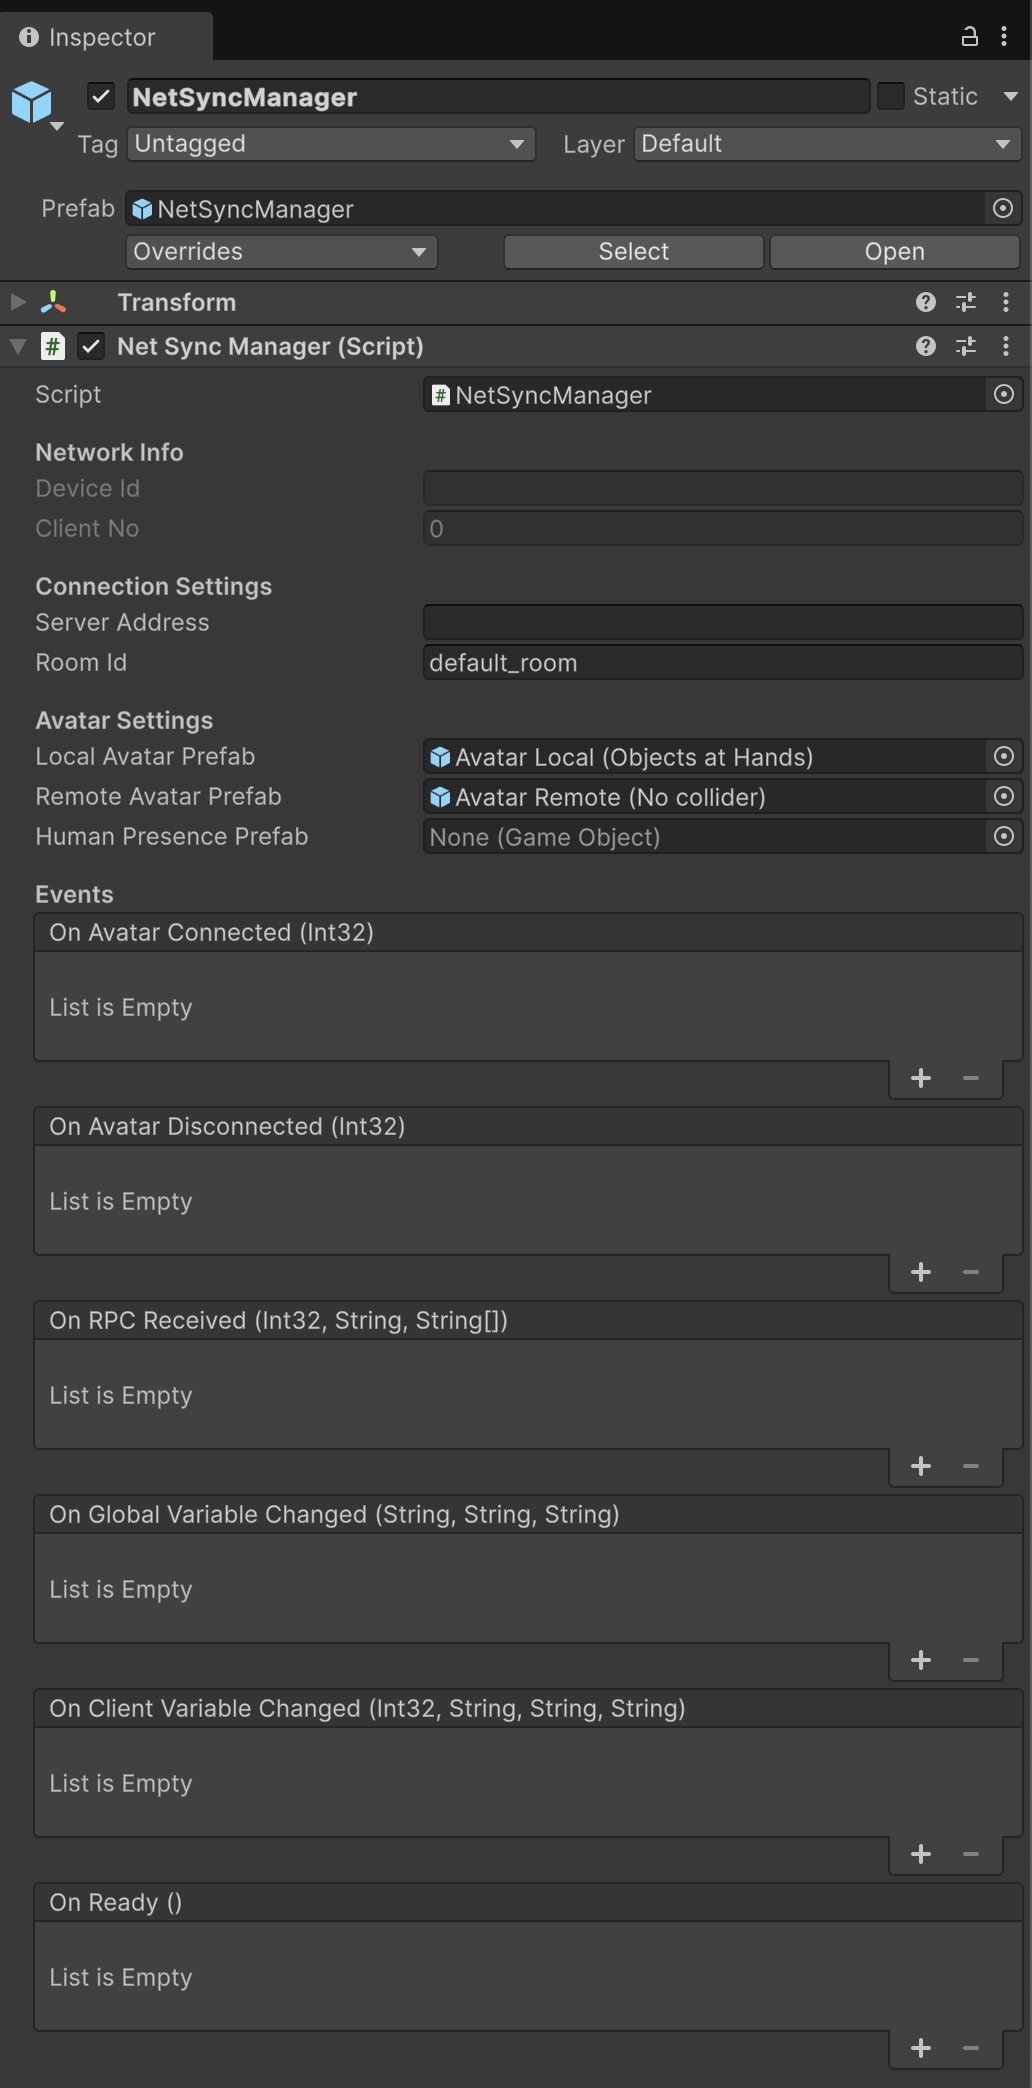 Inspector
NetSyncManager Static
Tag Untagged Layer Default
Prefab NetSyncManager
Overrides Select Open
Transform
# Net Sync Manager (Script)
Script # NetSyncManager
Network Info
Device Id
Client No 0
Connection Settings
Server Address
Room Id default_room
Avatar Settings
Local Avatar Prefab Avatar Local (Objects at Hands)
Remote Avatar Prefab Avatar Remote (No collider)
Human Presence Prefab None (Game Object)
Events
On Avatar Connected (Int32)
List is Empty
+ −
On Avatar Disconnected (Int32)
List is Empty
+ −
On RPC Received (Int32, String, String[])
List is Empty
+ −
On Global Variable Changed (String, String, String)
List is Empty
+ −
On Client Variable Changed (Int32, String, String, String)
List is Empty
+ −
On Ready ()
List is Empty
+ −